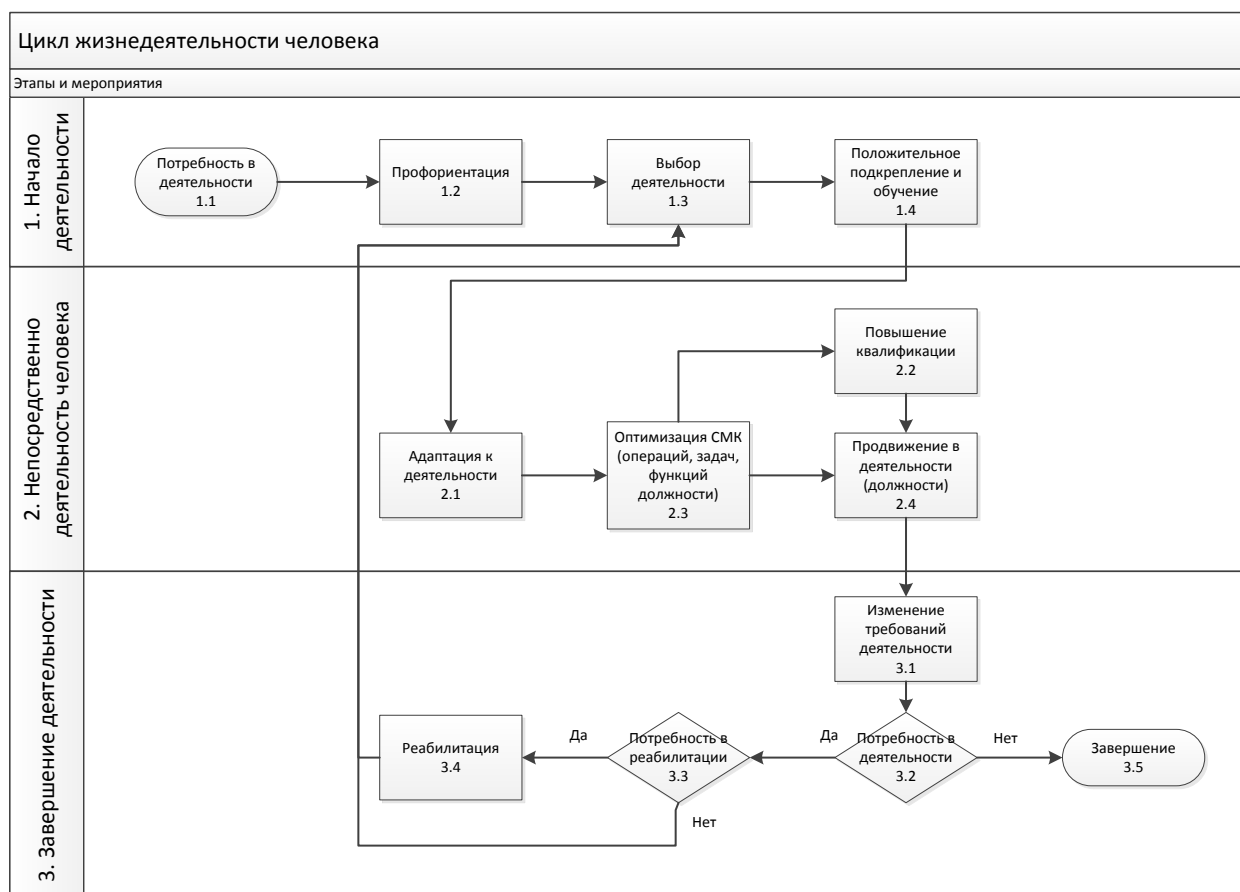 Цикл жизнедеятельности человека
Этапы и мероприятия
1. Начало
деятельности
Потребность в
деятельности
1.1
Профориентация
1.2
Выбор
деятельности
1.3
Положительное
подкрепление и
обучение
1.4
2. Непосредственно
деятельность человека
Повышение
квалификации
2.2
Адаптация к
деятельности
2.1
Оптимизация СМК
(операций, задач,
функций
должности)
2.3
Продвижение в
деятельности
(должности)
2.4
3. Завершение деятельности
Изменение
требований
деятельности
3.1
Реабилитация
3.4
Да
Потребность в
реабилитации
3.3
Да
Потребность в
деятельности
3.2
Нет
Завершение
3.5
Нет